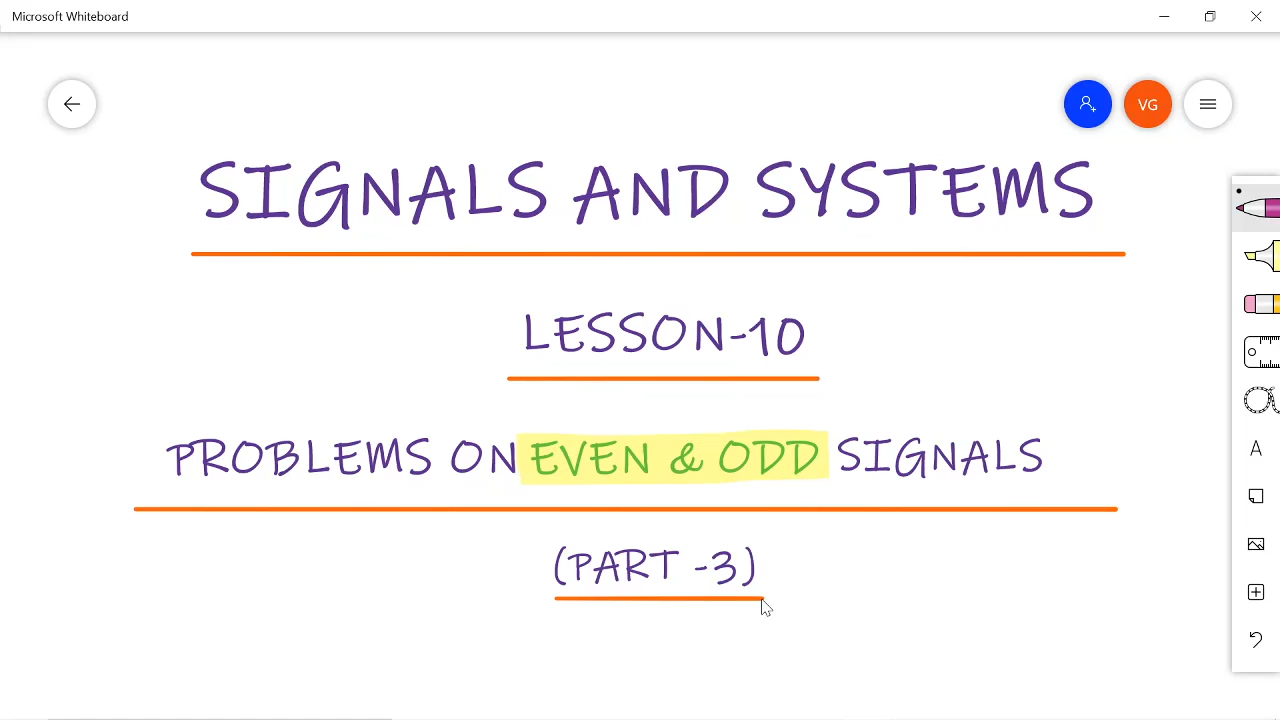 Microsoft Whiteboard
VG
SIGNALS AND SYSTEMS
LESSON-10
PROBLEMS ON EVEN & ODD SIGNALS
(PART -3)
A